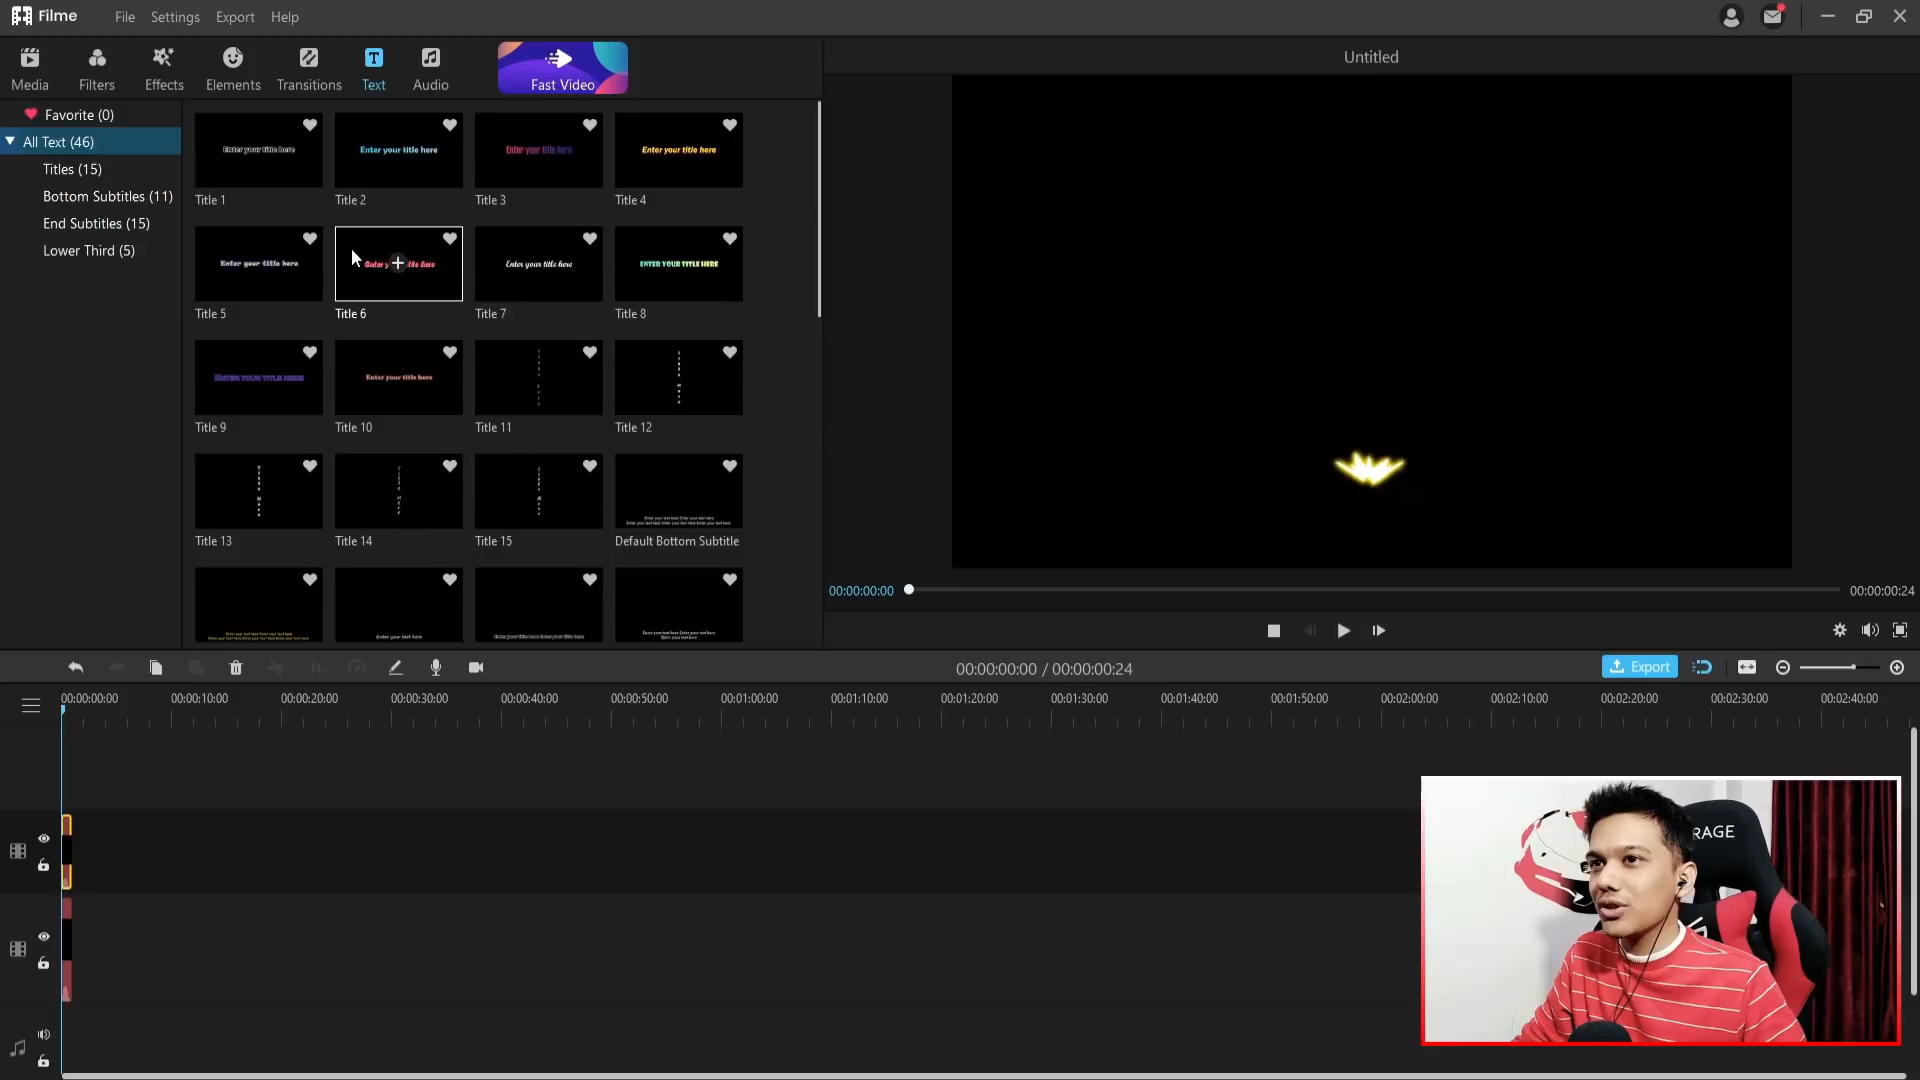 Filme
File Settings Export Help
Untitled
Media Filters Effects Elements Transitions Text Audio Fast Video
Favorite (0)
All Text (46)
Titles (15)
Bottom Subtitles (11)
End Subtitles (15)
Lower Third (5)
Enter your title here Enter your title here Enter your title here Enter your title here
Title 1 Title 2 Title 3 Title 4
Enter your title here Enter your title here ENTER YOUR TITLE HERE
Title 5 Title 6 Title 7 Title 8
ENTER YOUR TITLE HERE Enter your title here
Title 9 Title 10 Title 11 Title 12
Title 13 Title 14 Title 15 Default Bottom Subtitle
Enter your text here
00:00:00:00 00:00:00:24
00:00:00:00 / 00:00:00:24
Export
00:00:00:00 00:00:10:00 00:00:20:00 00:00:30:00 00:00:40:00 00:00:50:00 00:01:00:00 00:01:10:00 00:01:20:00 00:01:30:00 00:01:40:00 00:01:50:00 00:02:00:00 00:02:10:00 00:02:20:00 00:02:30:00 00:02:40:00
RAGE